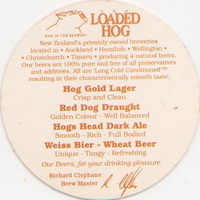 LOADED
HOG
BAR IN THE BREWERY
New Zealand's privately owned breweries
located in • Auckland • Hamilton • Wellington •
• Christchurch • Timaru • producing 4 natural beers.
Our beers are 100% pure and free of all preservatives
and additives. All are "Long Cold Conditioned"™
resulting in their characteristically smooth taste.
Hog Gold Lager
Crisp and Clean
Red Dog Draught
Golden Colour - Well Balanced
Hogs Head Dark Ale
Smooth - Rich - Full Bodied
Weiss Bier - Wheat Beer
Unique - Tangy - Refreshing
Our Beers, for your drinking pleasure
Richard Clephane
Brew Master